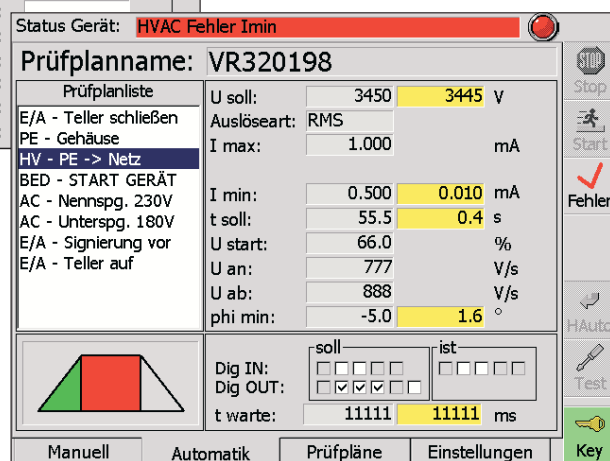 Status Gerät: HVAC Fehler Imin
Prüfplanname: VR320198
STOP
Stop
Prüfplanliste
E/A - Teller schließen
PE - Gehäuse
HV - PE -> Netz
BED - START GERÄT
AC - Nennspg. 230V
AC - Unterspg. 180V
E/A - Signierung vor
E/A - Teller auf
U soll: 3450 3445 V
Auslöseart: RMS
I max: 1.000 mA
I min: 0.500 0.010 mA
t soll: 55.5 0.4 s
U start: 66.0 %
U an: 777 V/s
U ab: 888 V/s
phi min: -5.0 1.6 °
Start
Fehler
HAuto
Test
Key
soll ist
Dig IN:
Dig OUT:
t warte: 11111 11111 ms
Manuell Automatik Prüfpläne Einstellungen